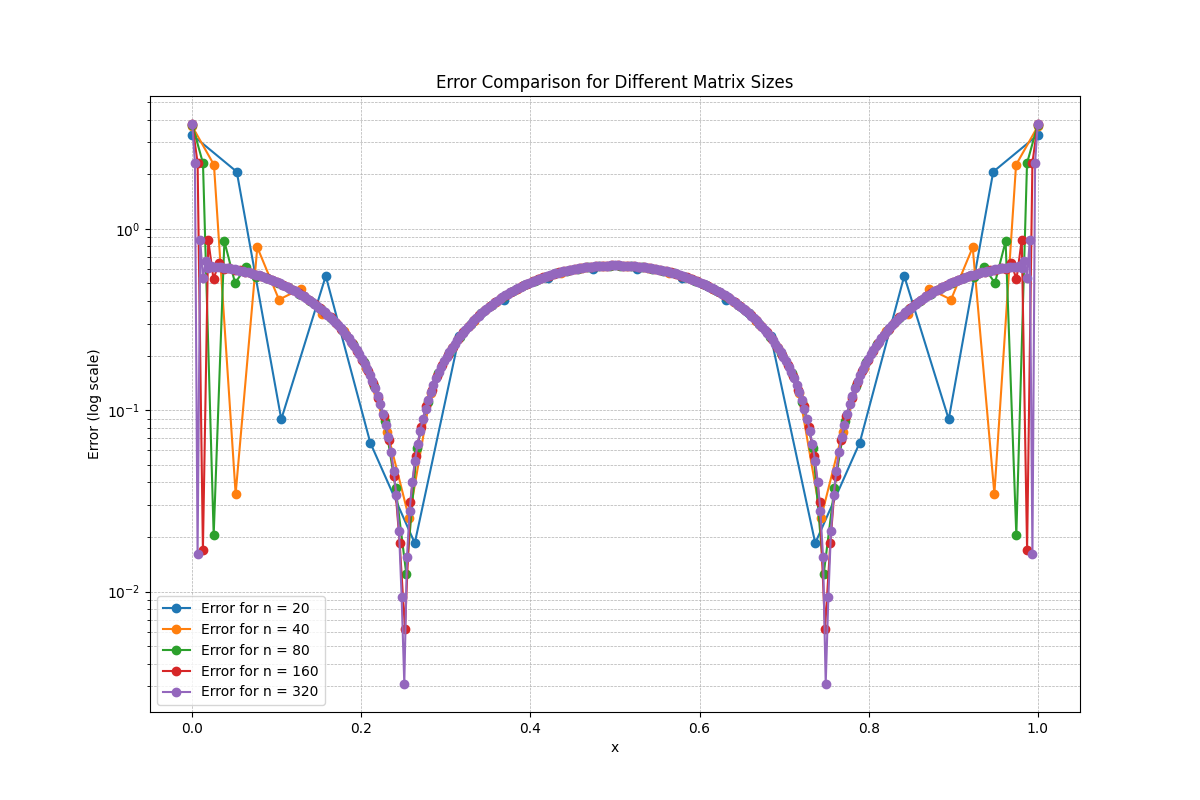 Error Comparison for Different Matrix Sizes
Error (log scale)
10⁰
10⁻¹
10⁻²
Error for n = 20
Error for n = 40
Error for n = 80
Error for n = 160
Error for n = 320
0.0 0.2 0.4 0.6 0.8 1.0
x